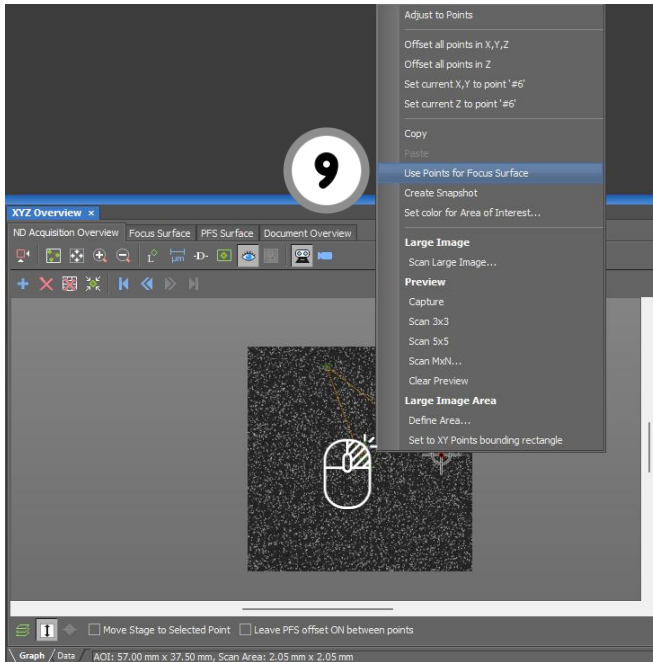 Adjust to Points
Offset all points in X,Y,Z
Offset all points in Z
Set current X,Y to point '#6'
Set current Z to point '#6'
Copy
Paste
9
Use Points for Focus Surface
Create Snapshot
Set color for Area of Interest...
Large Image
Scan Large Image...
Preview
Capture
Scan 3x3
Scan 5x5
Scan MxN...
Clear Preview
Large Image Area
Define Area...
Set to XY Points bounding rectangle
XYZ Overview ×
ND Acquisition Overview Focus Surface PFS Surface Document Overview
µm -D-
Move Stage to Selected Point Leave PFS offset ON between points
Graph Data AOI: 57.00 mm x 37.50 mm, Scan Area: 2.05 mm x 2.05 mm